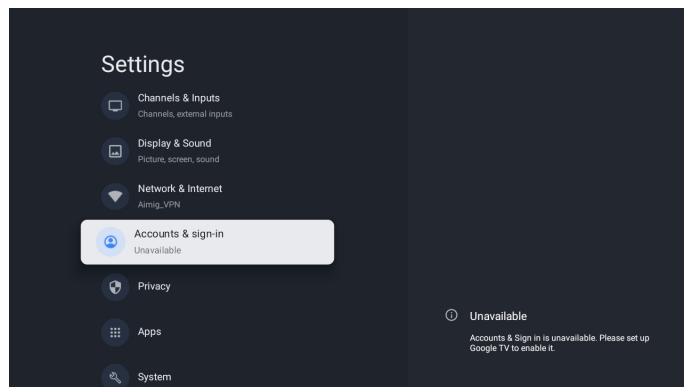 Settings
Channels & Inputs
Channels, external inputs
Display & Sound
Picture, screen, sound
Network & Internet
Aimig_VPN
Accounts & sign-in
Unavailable
Privacy
Apps
System
Unavailable
Accounts & Sign in is unavailable. Please set up
Google TV to enable it.